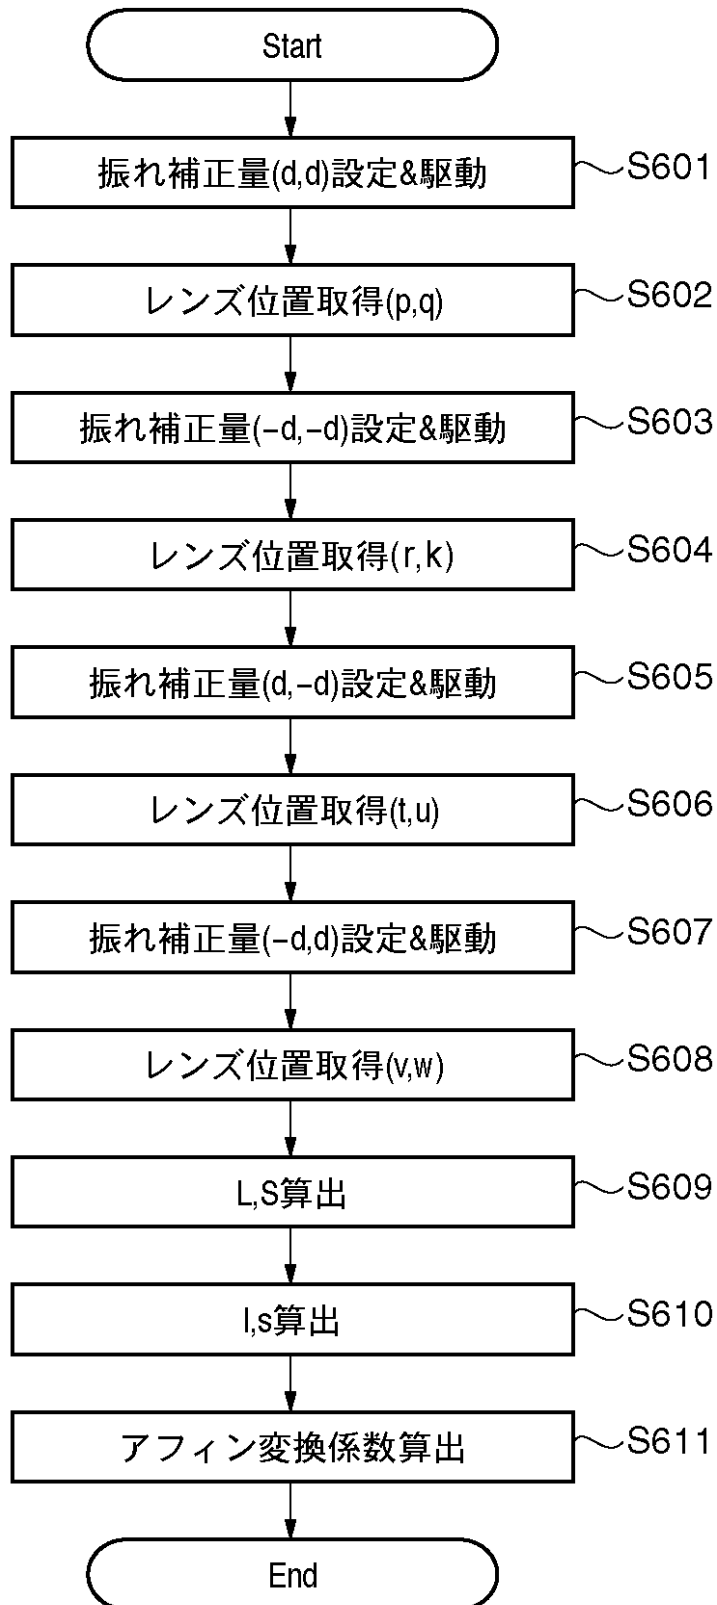 Start
振れ補正量(d,d)設定&駆動 S601
レンズ位置取得(p,q) S602
振れ補正量(−d,−d)設定&駆動 S603
レンズ位置取得(r,k) S604
振れ補正量(d,−d)設定&駆動 S605
レンズ位置取得(t,u) S606
振れ補正量(−d,d)設定&駆動 S607
レンズ位置取得(v,w) S608
L,S算出 S609
l,s算出 S610
アフィン変換係数算出 S611
End